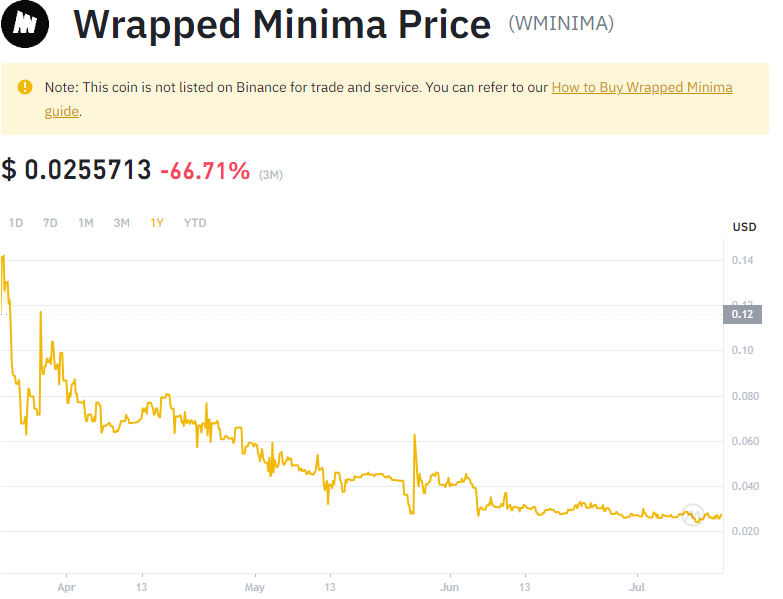 Wrapped Minima Price (WMINIMA)
Note: This coin is not listed on Binance for trade and service. You can refer to our How to Buy Wrapped Minima
guide.
$ 0.0255713 -66.71% (3M)
1D 7D 1M 3M 1Y YTD
USD
0.14
0.12
0.12
0.10
0.080
0.060
0.040
0.020
Apr 13 May 13 Jun 13 Jul